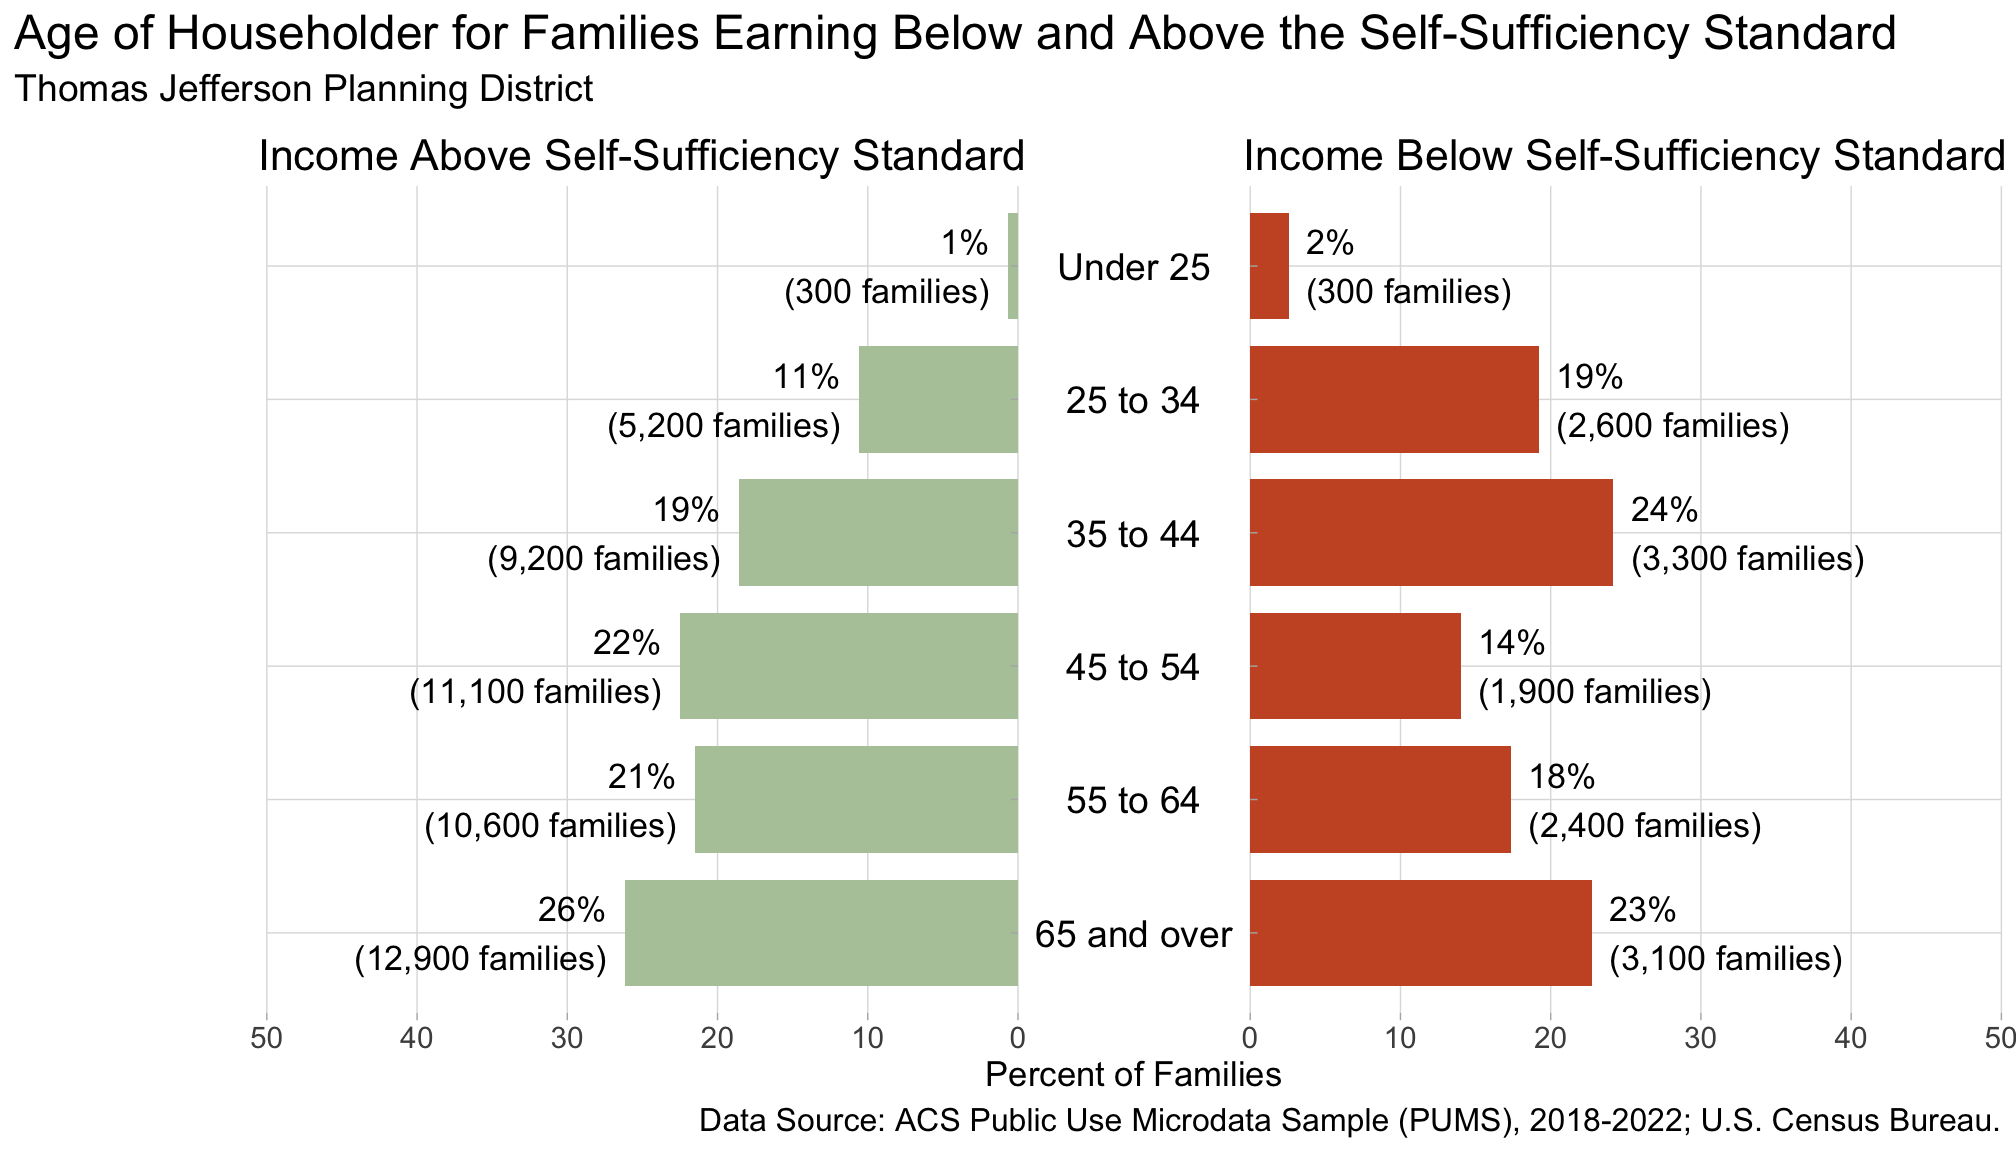 Age of Householder for Families Earning Below and Above the Self-Sufficiency Standard
Thomas Jefferson Planning District
Income Above Self-Sufficiency Standard
Income Below Self-Sufficiency Standard
1%
(300 families)
Under 25
2%
(300 families)
11%
(5,200 families)
25 to 34
19%
(2,600 families)
19%
(9,200 families)
35 to 44
24%
(3,300 families)
22%
(11,100 families)
45 to 54
14%
(1,900 families)
21%
(10,600 families)
55 to 64
18%
(2,400 families)
26%
(12,900 families)
65 and over
23%
(3,100 families)
50 40 30 20 10 0
0 10 20 30 40 50
Percent of Families
Data Source: ACS Public Use Microdata Sample (PUMS), 2018-2022; U.S. Census Bureau.